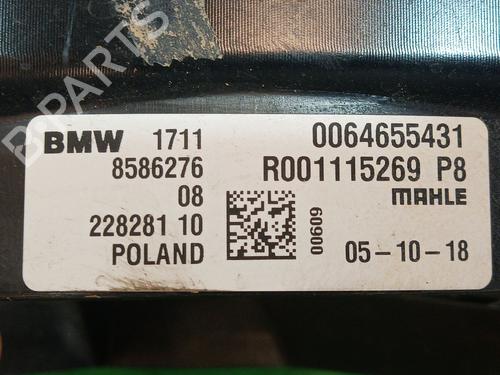 BPARTS
BMW 1711 0064655431
8586276 R001115269 P8
08 MAHLE
228281 10 00609
POLAND 05-10-18